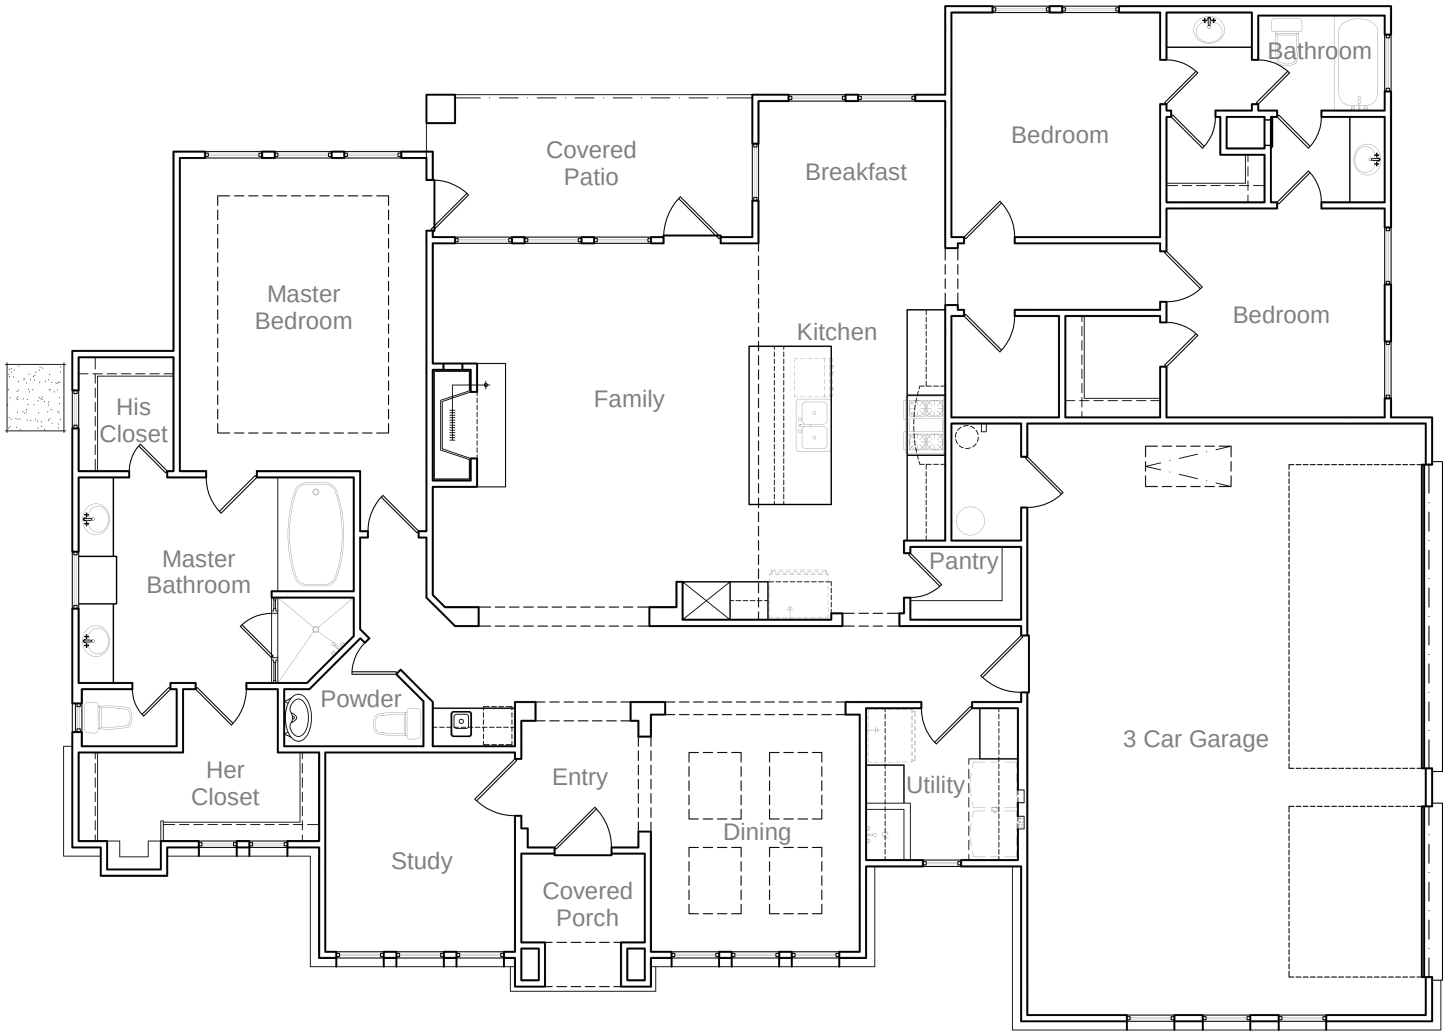 Bathroom
Bedroom
Covered
Patio
Breakfast
Master
Bedroom
Bedroom
Kitchen
Family
His
Closet
Master
Bathroom
Pantry
Powder
3 Car Garage
Her
Closet
Entry
Utility
Dining
Study
Covered
Porch